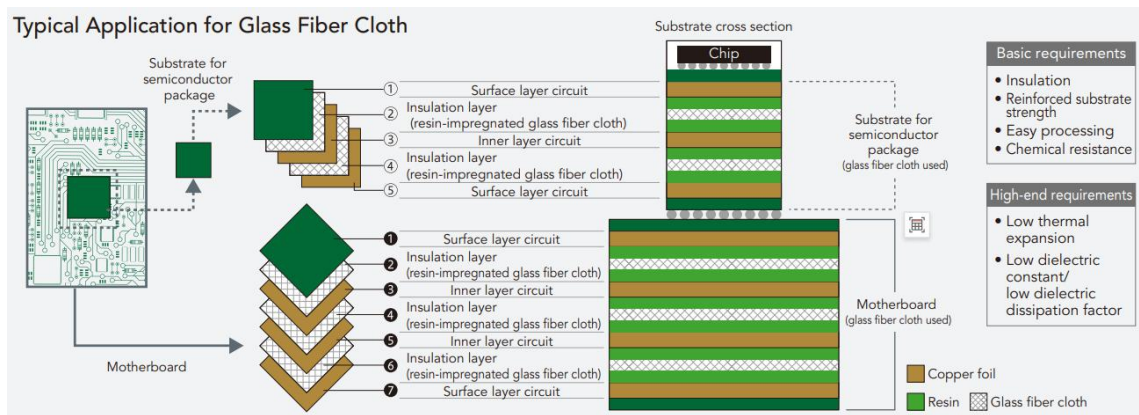 Typical Application for Glass Fiber Cloth
Substrate for
semiconductor
package
Motherboard
① Surface layer circuit
② Insulation layer
(resin-impregnated glass fiber cloth)
③ Inner layer circuit
④ Insulation layer
(resin-impregnated glass fiber cloth)
⑤ Surface layer circuit
❶ Surface layer circuit
❷ Insulation layer
(resin-impregnated glass fiber cloth)
❸ Inner layer circuit
❹ Insulation layer
(resin-impregnated glass fiber cloth)
❺ Inner layer circuit
❻ Insulation layer
(resin-impregnated glass fiber cloth)
❼ Surface layer circuit
Substrate cross section
Chip
Substrate for
semiconductor
package
(glass fiber cloth used)
Motherboard
(glass fiber cloth used)
Copper foil
Resin
Glass fiber cloth
Basic requirements
• Insulation
• Reinforced substrate
strength
• Easy processing
• Chemical resistance
High-end requirements
• Low thermal
expansion
• Low dielectric
constant/
low dielectric
dissipation factor